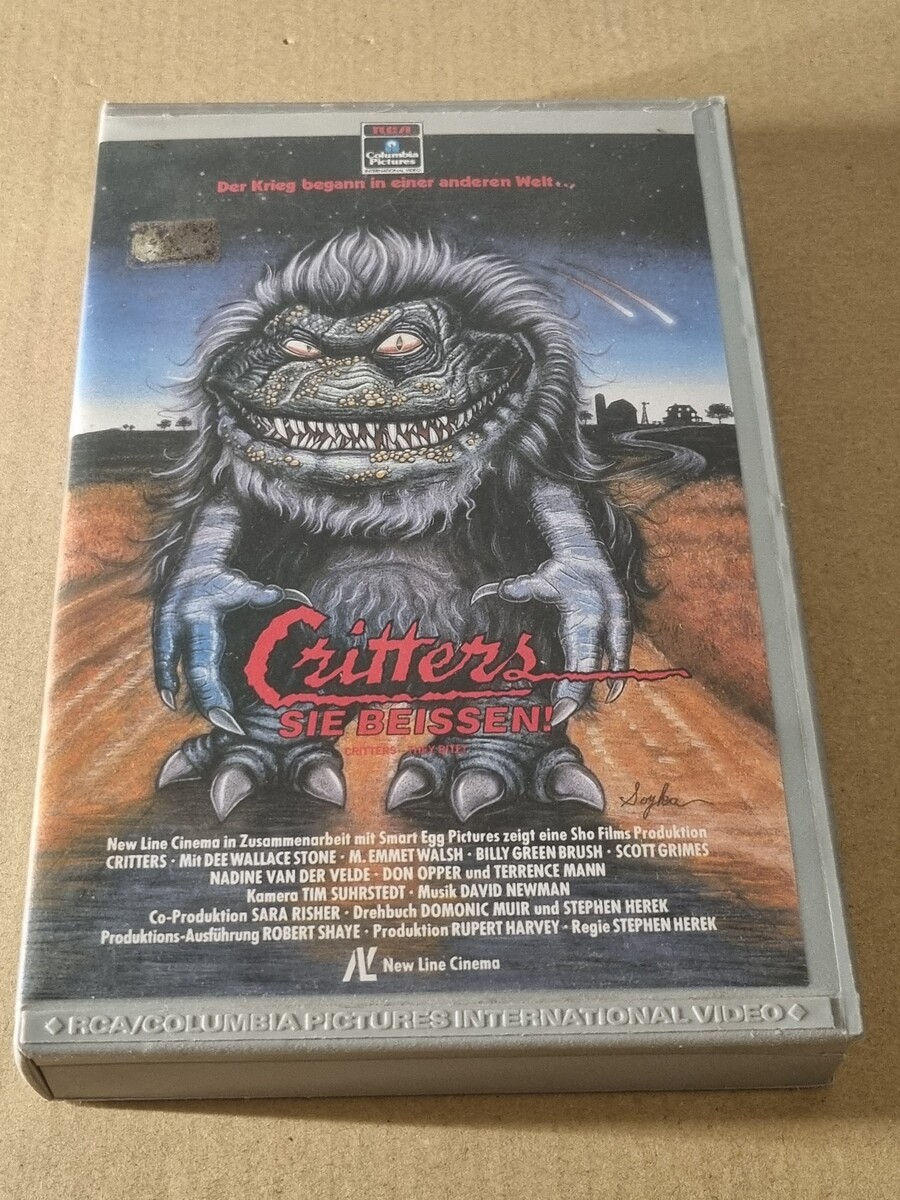 RCA
Columbia
Pictures
INTERNATIONAL VIDEO
Der Krieg begann in einer anderen Welt...
Critters
SIE BEISSEN!
CRITTERS - THEY BITE!
Soyka
New Line Cinema in Zusammenarbeit mit Smart Egg Pictures zeigt eine Sho Films Produktion
CRITTERS · Mit DEE WALLACE STONE · M. EMMET WALSH · BILLY GREEN BRUSH · SCOTT GRIMES
NADINE VAN DER VELDE · DON OPPER und TERRENCE MANN
Kamera TIM SUHRSTEDT · Musik DAVID NEWMAN
Co-Produktion SARA RISHER · Drehbuch DOMONIC MUIR und STEPHEN HEREK
Produktions-Ausführung ROBERT SHAYE · Produktion RUPERT HARVEY · Regie STEPHEN HEREK
New Line Cinema
RCA/COLUMBIA PICTURES INTERNATIONAL VIDEO